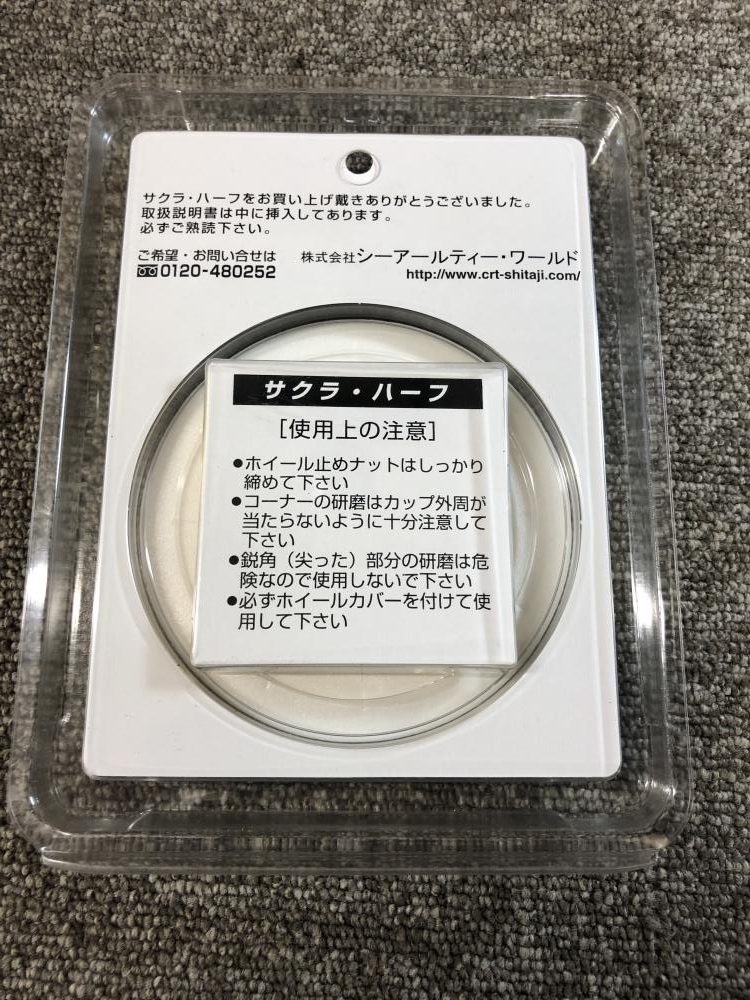 サクラ・ハーフをお買い上げ戴きありがとうございました。
取扱説明書は中に挿入してあります。
必ずご熟読下さい。
ご希望・お問い合せは
0120-480252
株式会社シーアールティー・ワールド
http://www.crt-shitaji.com/
サクラ・ハーフ
[使用上の注意]
●ホイール止めナットはしっかり
締めて下さい
●コーナーの研磨はカップ外周が
当たらないように十分注意して
下さい
●鋭角(尖った)部分の研磨は危
険なので使用しないで下さい
●必ずホイールカバーを付けて使
用して下さい